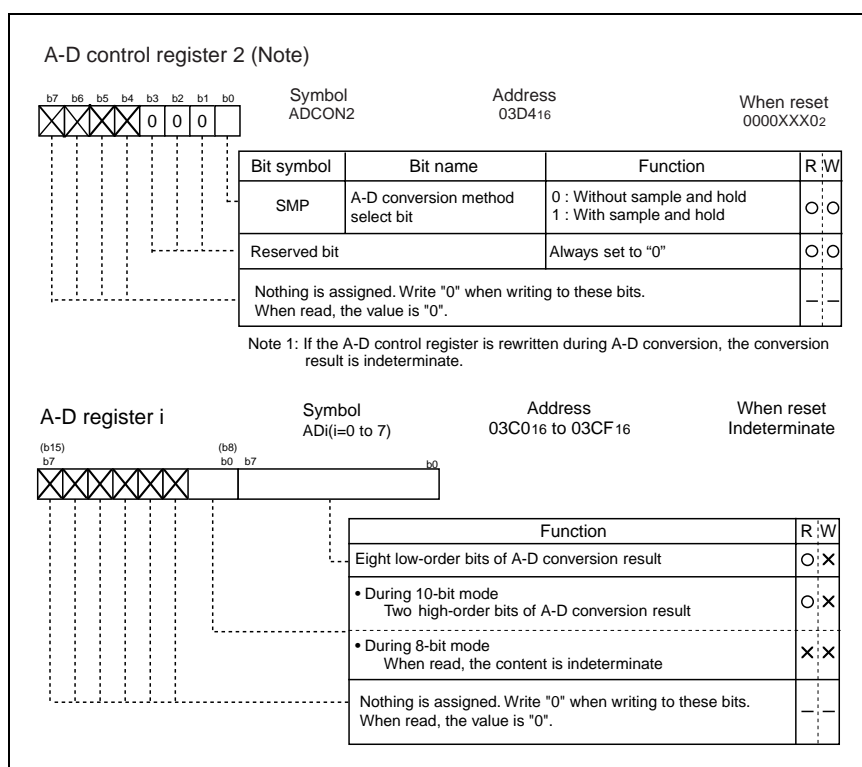 A-D control register 2 (Note)
Symbol Address When reset
ADCON2 03D416 0000XXX02
b7 b6 b5 b4 b3 b2 b1 b0
0 0 0
Bit symbol Bit name Function R W
SMP A-D conversion method select bit 0 : Without sample and hold
1 : With sample and hold
Reserved bit Always set to “0”
Nothing is assigned. Write "0" when writing to these bits.
When read, the value is "0".
Note 1: If the A-D control register is rewritten during A-D conversion, the conversion
result is indeterminate.
A-D register i
Symbol Address When reset
ADi(i=0 to 7) 03C016 to 03CF16 Indeterminate
(b15) (b8)
b7 b0 b7 b0
Function R W
Eight low-order bits of A-D conversion result
• During 10-bit mode
Two high-order bits of A-D conversion result
• During 8-bit mode
When read, the content is indeterminate
Nothing is assigned. Write "0" when writing to these bits.
When read, the value is "0".